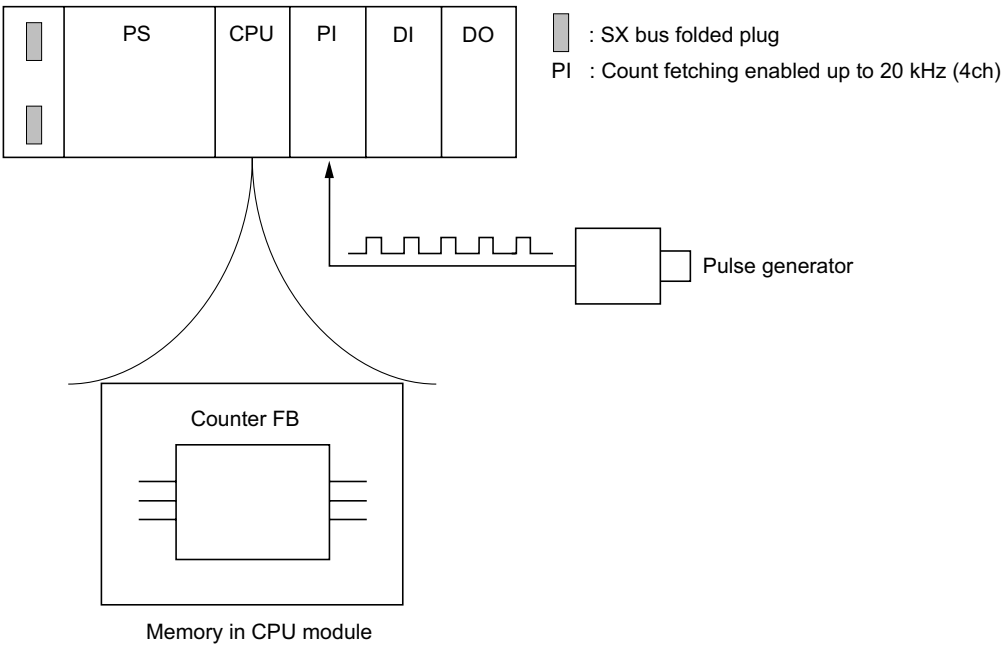 PS CPU PI DI DO
: SX bus folded plug
PI : Count fetching enabled up to 20 kHz (4ch)
Pulse generator
Counter FB
Memory in CPU module